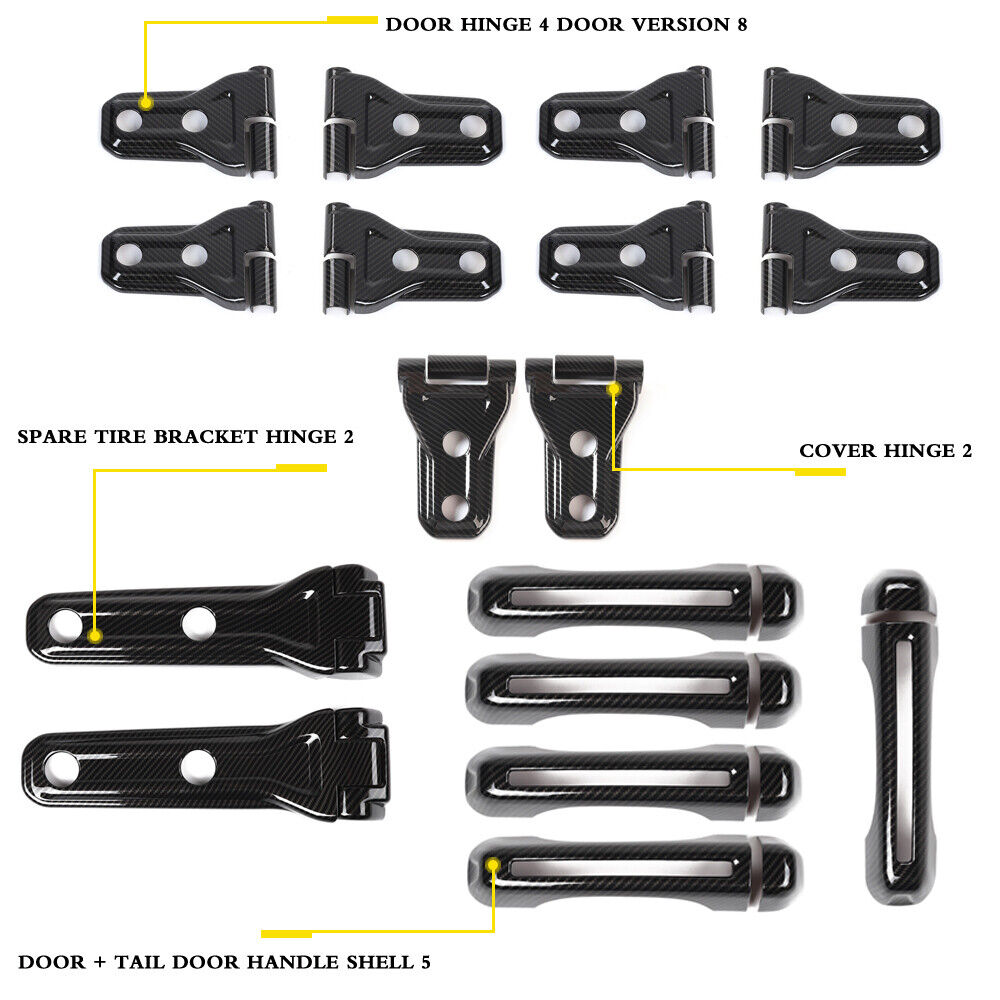 DOOR HINGE 4 DOOR VERSION 8
SPARE TIRE BRACKET HINGE 2
COVER HINGE 2
DOOR + TAIL DOOR HANDLE SHELL 5